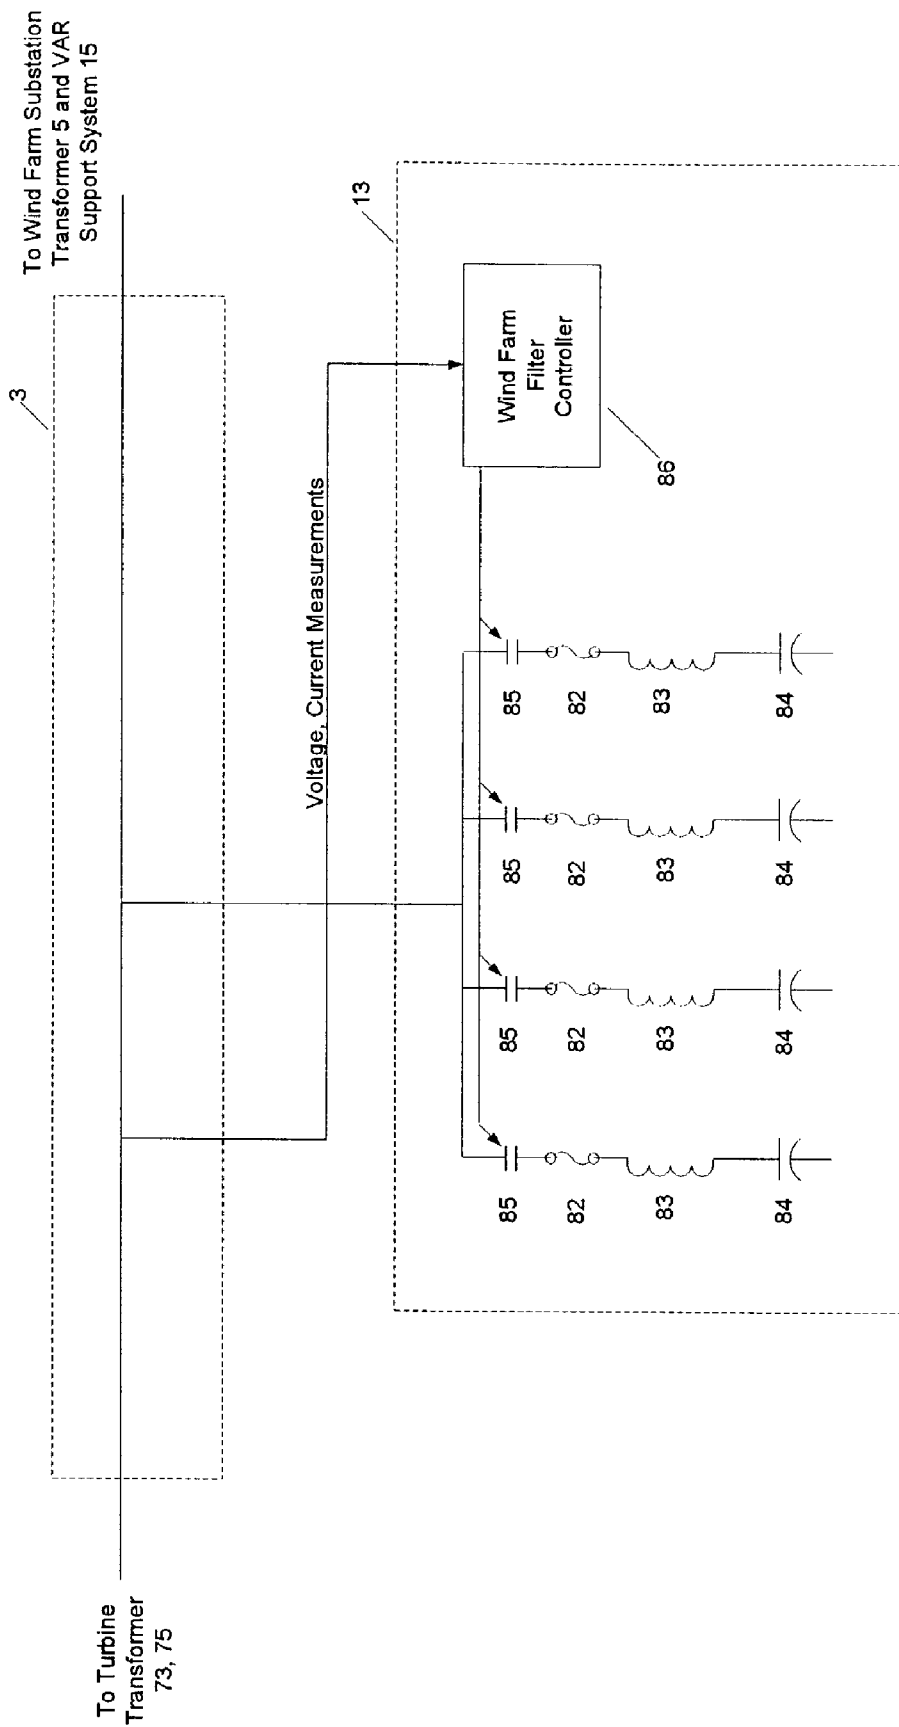 To Wind Farm Substation
Transformer 5 and VAR
Support System 15
3
To Turbine
Transformer
73, 75
Voltage, Current Measurements
13
Wind Farm
Filter
Controller
86
85
85
85
85
82
82
82
82
83
83
83
83
84
84
84
84